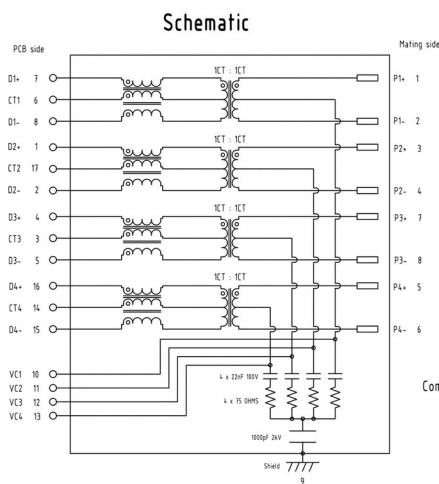 Schematic
PCB side
Mating side
1CT : 1CT
D1+ 7
P1+ 1
CT1 6
D1- 8
P1- 2
1CT : 1CT
D2+ 1
P2+ 3
CT2 17
D2- 2
P2- 4
1CT : 1CT
D3+ 4
P3+ 7
CT3 3
D3- 5
P3- 8
1CT : 1CT
D4+ 16
P4+ 5
CT4 14
D4- 15
P4- 6
VC1 10
VC2 11
VC3 12
VC4 13
4 x 22nF 100V
4 x 75 OHMS
Con
1000pF 2kV
Shield
9